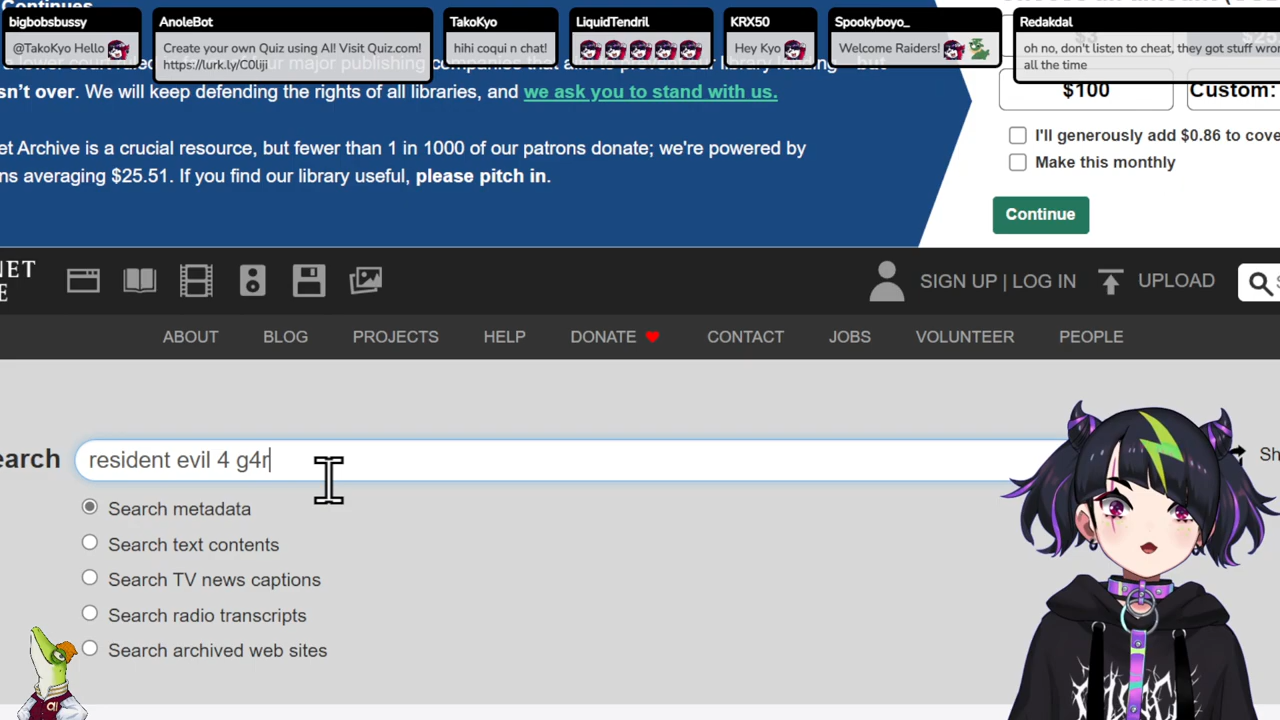 Continues
bigbobsbussy
@TakoKyo Hello
AnoleBot
Create your own Quiz using AI! Visit Quiz.com!
https://lurk.ly/C0liji
TakoKyo
hihi coqui n chat!
LiquidTendril
KRX50
Hey Kyo
Spookyboyo_
Welcome Raiders!
Redakdal
oh no, don't listen to cheat, they got stuff wro
all the time
sn't over. We will keep defending the rights of all libraries, and we ask you to stand with us.
et Archive is a crucial resource, but fewer than 1 in 1000 of our patrons donate; we're powered by
ns averaging $25.51. If you find our library useful, please pitch in.
$100
Custom:
I'll generously add $0.86 to cove
Make this monthly
Continue
NET
E
SIGN UP | LOG IN
UPLOAD
ABOUT
BLOG
PROJECTS
HELP
DONATE
CONTACT
JOBS
VOLUNTEER
PEOPLE
earch
resident evil 4 g4r
Sh
Search metadata
Search text contents
Search TV news captions
Search radio transcripts
Search archived web sites